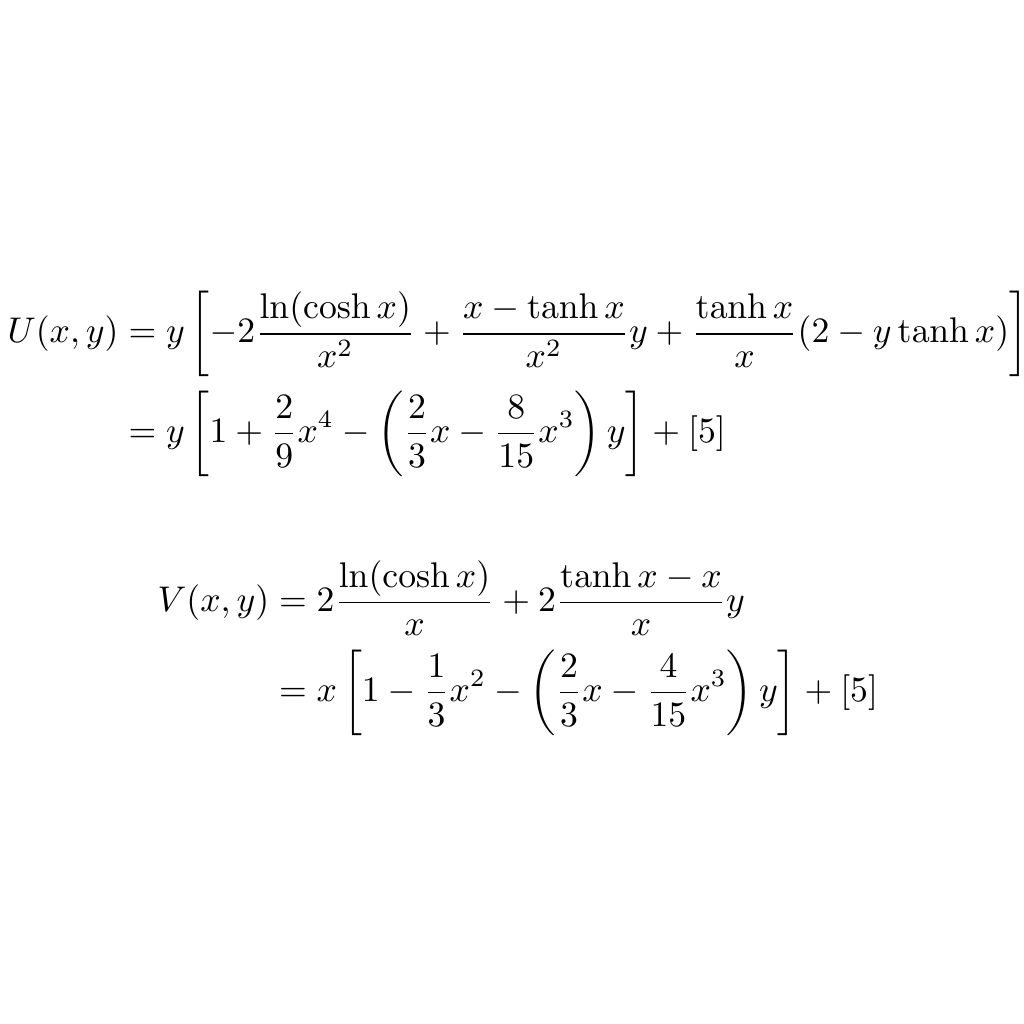 U(x, y) = y [ −2 ln(cosh x)/x² + (x − tanh x)/x² y + tanh x/x (2 − y tanh x) ]
= y [ 1 + 2/9 x⁴ − ( 2/3 x − 8/15 x³ ) y ] + [5]
V(x, y) = 2 ln(cosh x)/x + 2 (tanh x − x)/x y
= x [ 1 − 1/3 x² − ( 2/3 x − 4/15 x³ ) y ] + [5]